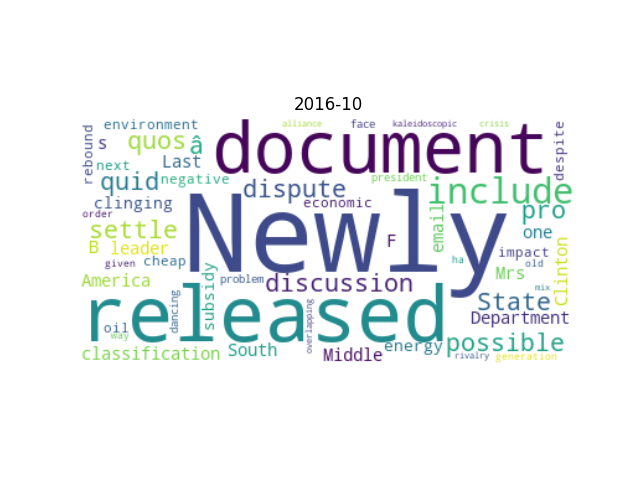 2016-10
environment alliance face kaleidoscopic crisis
rebound s quos â document despite
next Last
quid negative dispute president include
clinging economic Newly email pro
order settle F one
B leader ha impact old
given cheap subsidy problem discussion Mrs Clinton
America released mix
oil dancing overlapping State
way Department
classification South Middle energy possible
rivalry generation